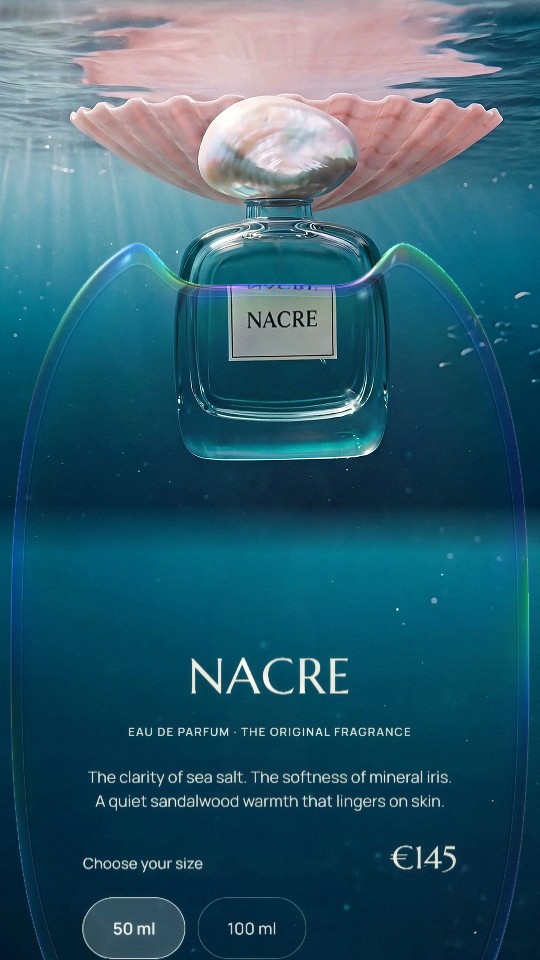 NACRE
NACRE
EAU DE PARFUM · THE ORIGINAL FRAGRANCE
The clarity of sea salt. The softness of mineral iris.
A quiet sandalwood warmth that lingers on skin.
Choose your size
€145
50 ml
100 ml